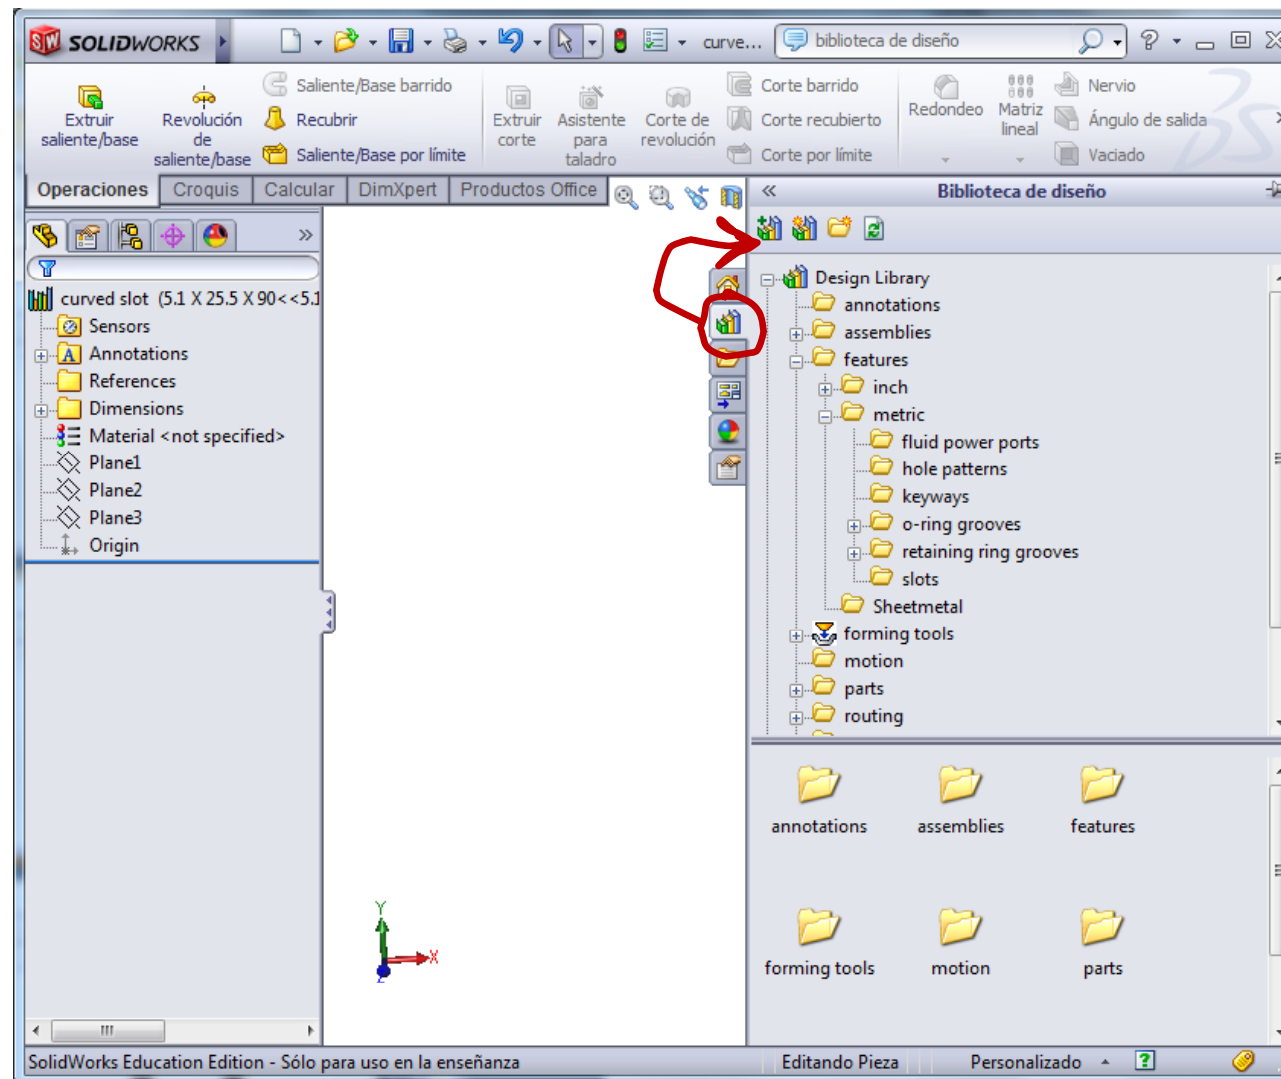 SOLIDWORKS
curve...
biblioteca de diseño
Extruir
saliente/base
Revolución
de
saliente/base
Saliente/Base barrido
Recubrir
Saliente/Base por límite
Extruir
corte
Asistente
para
taladro
Corte de
revolución
Corte barrido
Corte recubierto
Corte por límite
Redondeo
Matriz
lineal
Nervio
Ángulo de salida
Vaciado
Operaciones
Croquis
Calcular
DimXpert
Productos Office
Biblioteca de diseño
curved slot (5.1 X 25.5 X 90<<5.1
Sensors
Annotations
References
Dimensions
Material <not specified>
Plane1
Plane2
Plane3
Origin
Design Library
annotations
assemblies
features
inch
metric
fluid power ports
hole patterns
keyways
o-ring grooves
retaining ring grooves
slots
Sheetmetal
forming tools
motion
parts
routing
annotations
assemblies
features
forming tools
motion
parts
Y
X
Z
SolidWorks Education Edition - Sólo para uso en la enseñanza
Editando Pieza
Personalizado